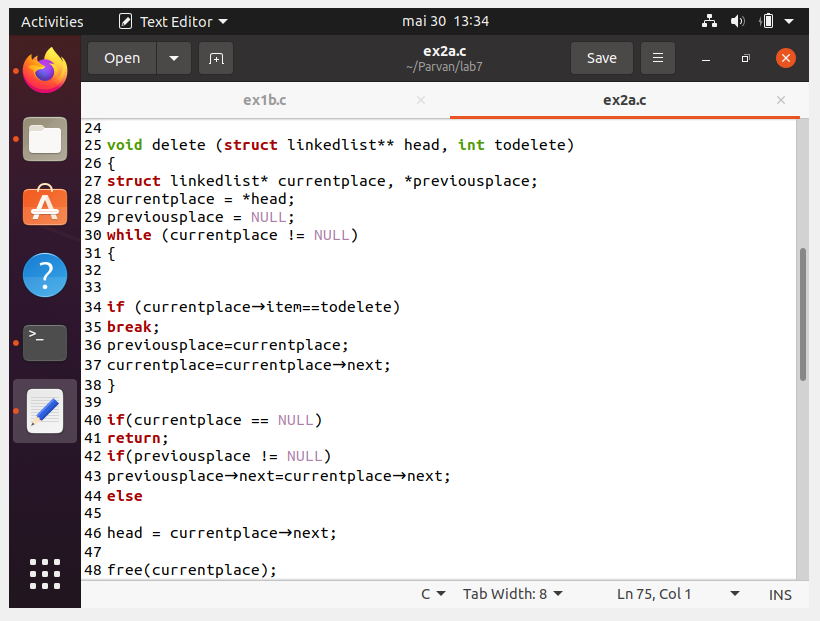 Activities Text Editor mai 30 13:34
Open ex2a.c Save
~/Parvan/lab7
ex1b.c × ex2a.c ×
24
25 void delete (struct linkedlist** head, int todelete)
26 {
27 struct linkedlist* currentplace, *previousplace;
28 currentplace = *head;
29 previousplace = NULL;
30 while (currentplace != NULL)
31 {
32
33
34 if (currentplace→item==todelete)
35 break;
36 previousplace=currentplace;
37 currentplace=currentplace→next;
38 }
39
40 if(currentplace == NULL)
41 return;
42 if(previousplace != NULL)
43 previousplace→next=currentplace→next;
44 else
45
46 head = currentplace→next;
47
48 free(currentplace);
C Tab Width: 8 Ln 75, Col 1 INS